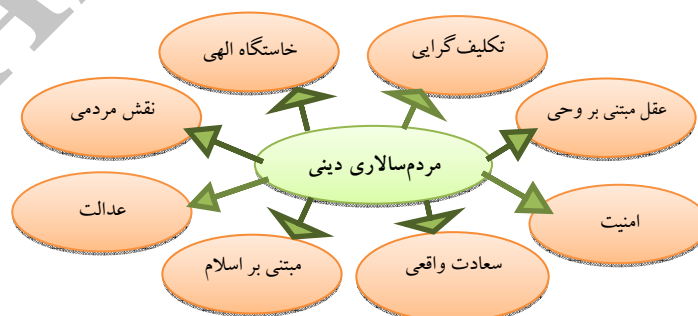 تکلیف‌گرایی
خاستگاه الهی
عقل مبتنی بر وحی
نقش مردمی
مردم‌سالاری دینی
عدالت
امنیت
سعادت واقعی
مبتنی بر اسلام